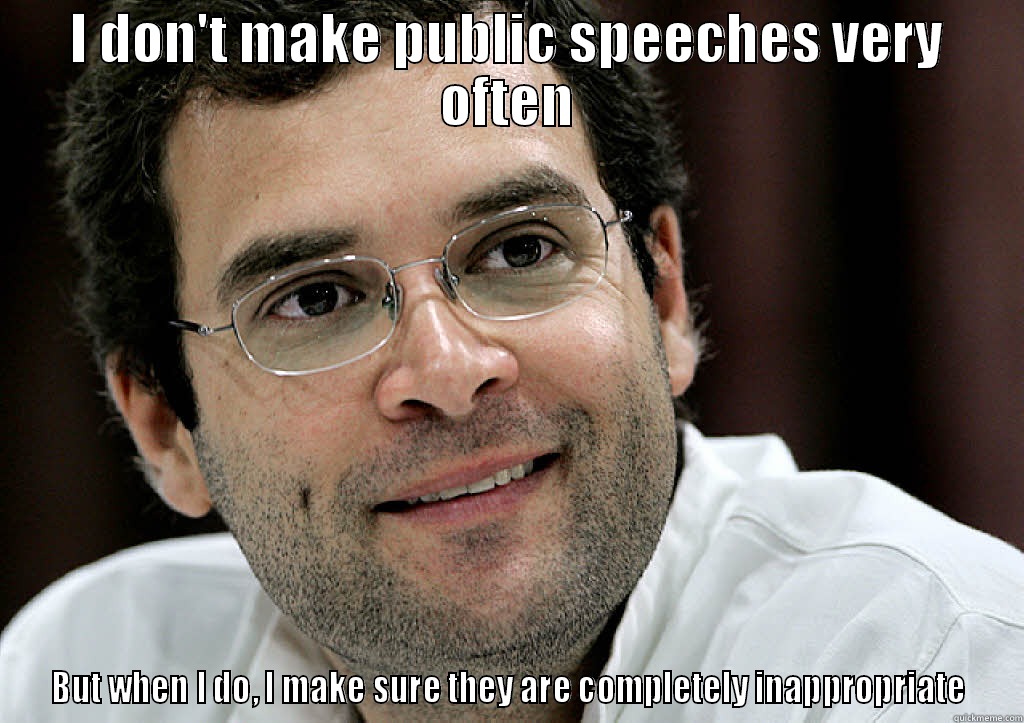 I don't make public speeches very
often
But when I do, I make sure they are completely inappropriate
quickmeme.com